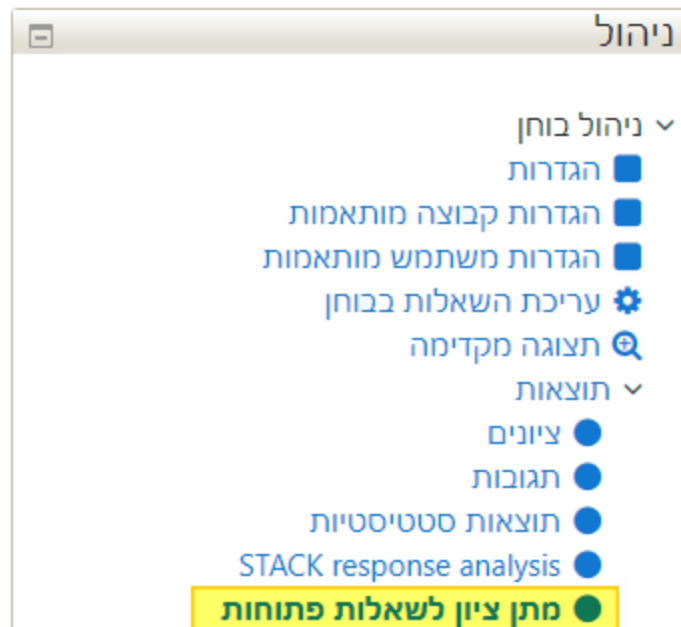 ניהול
ניהול בוחן
הגדרות
הגדרות קבוצה מותאמות
הגדרות משתמש מותאמות
עריכת השאלות בבוחן
תצוגה מקדימה
תוצאות
ציונים
תגובות
תוצאות סטטיסטיות
STACK response analysis
מתן ציון לשאלות פתוחות